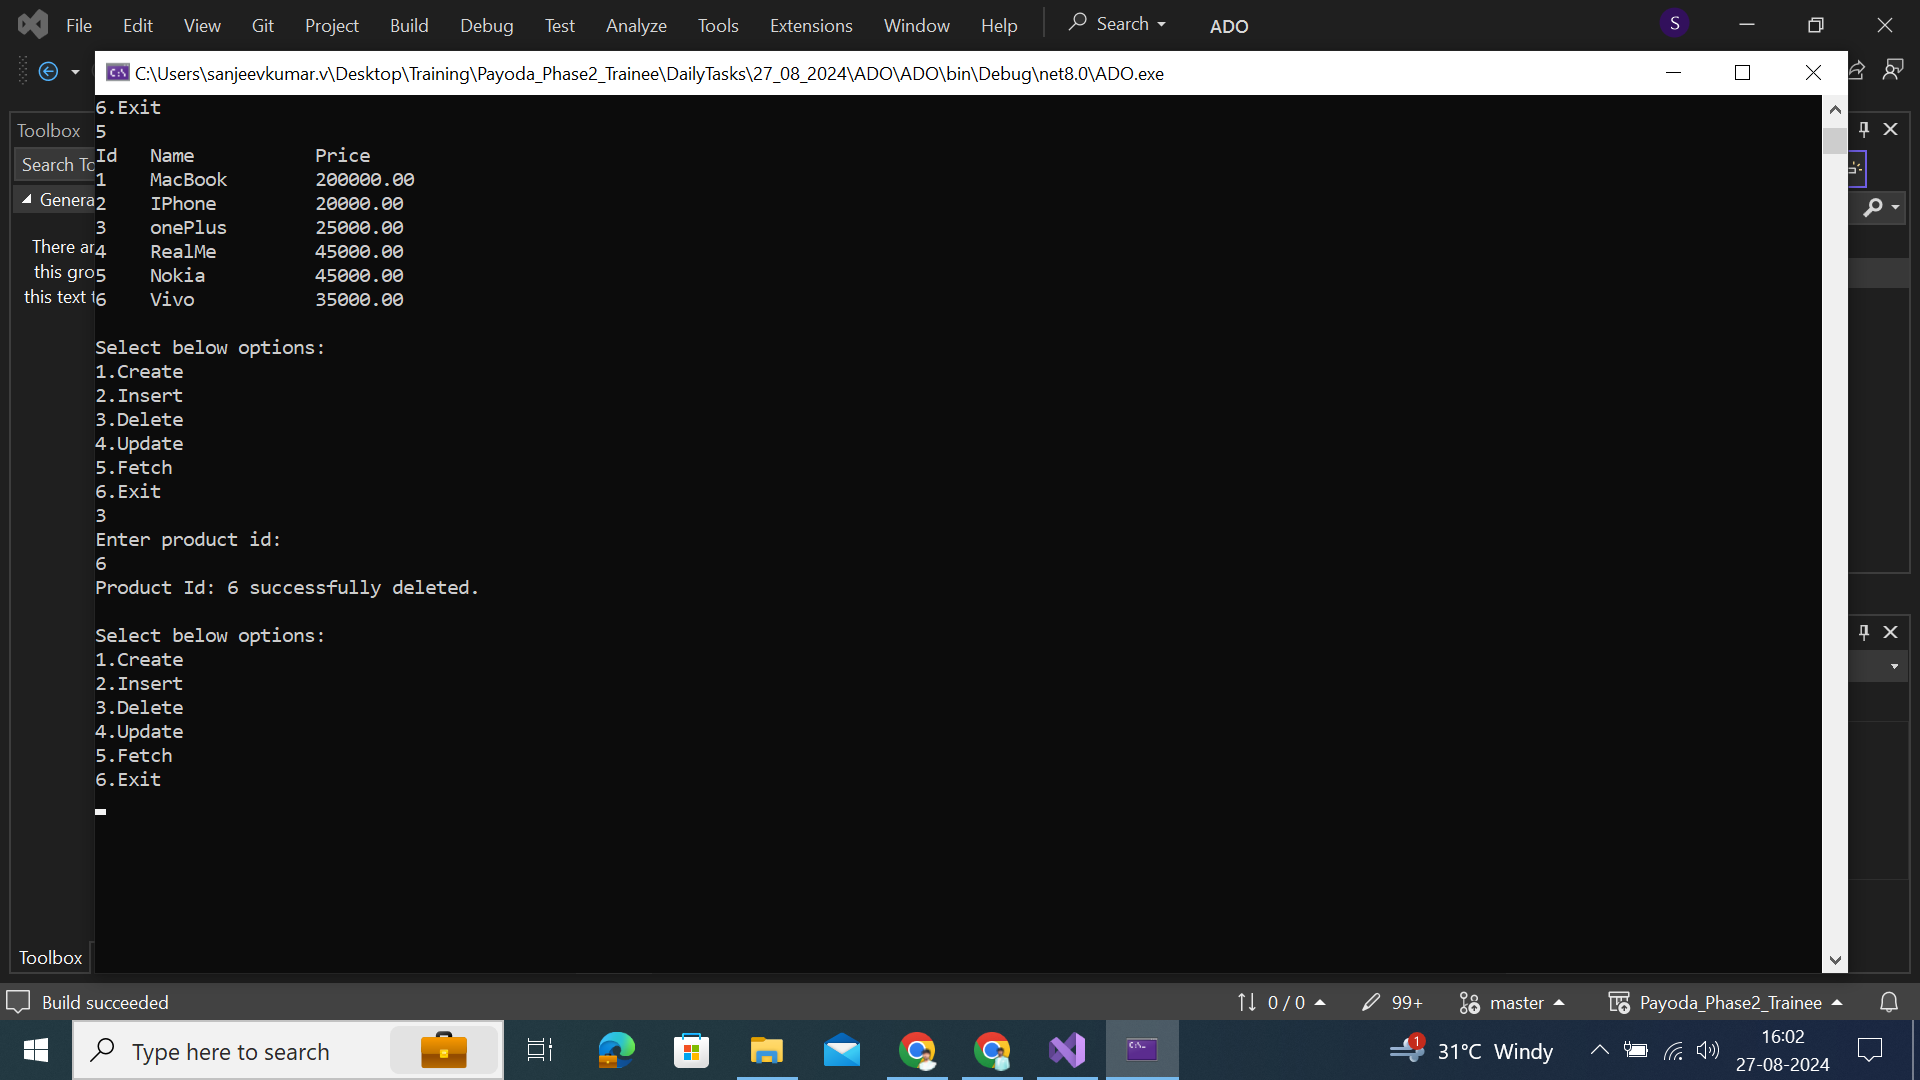 File Edit View Git Project Build Debug Test Analyze Tools Extensions Window Help Search ADO S
C:\Users\sanjeevkumar.v\Desktop\Training\Payoda_Phase2_Trainee\DailyTasks\27_08_2024\ADO\ADO\bin\Debug\net8.0\ADO.exe
Toolbox
Search To
Genera
There ar
this gro
this text t
6.Exit
5
Id Name Price
1 MacBook 200000.00
2 IPhone 20000.00
3 onePlus 25000.00
4 RealMe 45000.00
5 Nokia 45000.00
6 Vivo 35000.00
Select below options:
1.Create
2.Insert
3.Delete
4.Update
5.Fetch
6.Exit
3
Enter product id:
6
Product Id: 6 successfully deleted.
Select below options:
1.Create
2.Insert
3.Delete
4.Update
5.Fetch
6.Exit
Toolbox
Build succeeded 0 / 0 99+ master Payoda_Phase2_Trainee
Type here to search 1 31°C Windy 16:02
27-08-2024